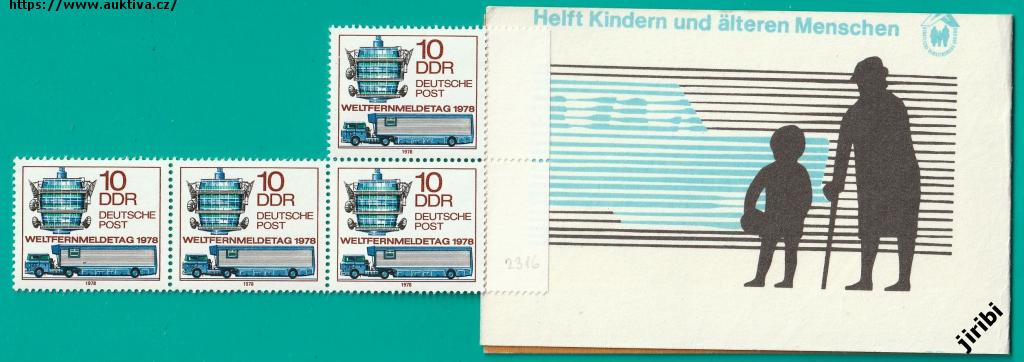 https://www.auktiva.cz/
Helft Kindern und älteren Menschen
10
DDR
DEUTSCHE
POST
WELTFERNMELDETAG 1978
1978
10
DDR
DEUTSCHE
POST
WELTFERNMELDETAG 1978
1978
10
DDR
DEUTSCHE
POST
WELTFERNMELDETAG 1978
1978
10
DDR
DEUTSCHE
POST
WELTFERNMELDETAG 1978
1978
2316
jiribi